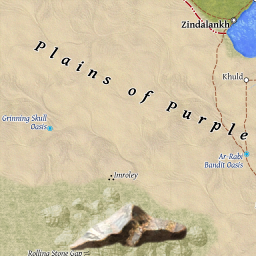 Zindalankh
Plains of Purple
Khuld
Grinning Skull
Oasis
Ar-Rabi
Bandit Oasis
Imroley
Rolling Stone Gap